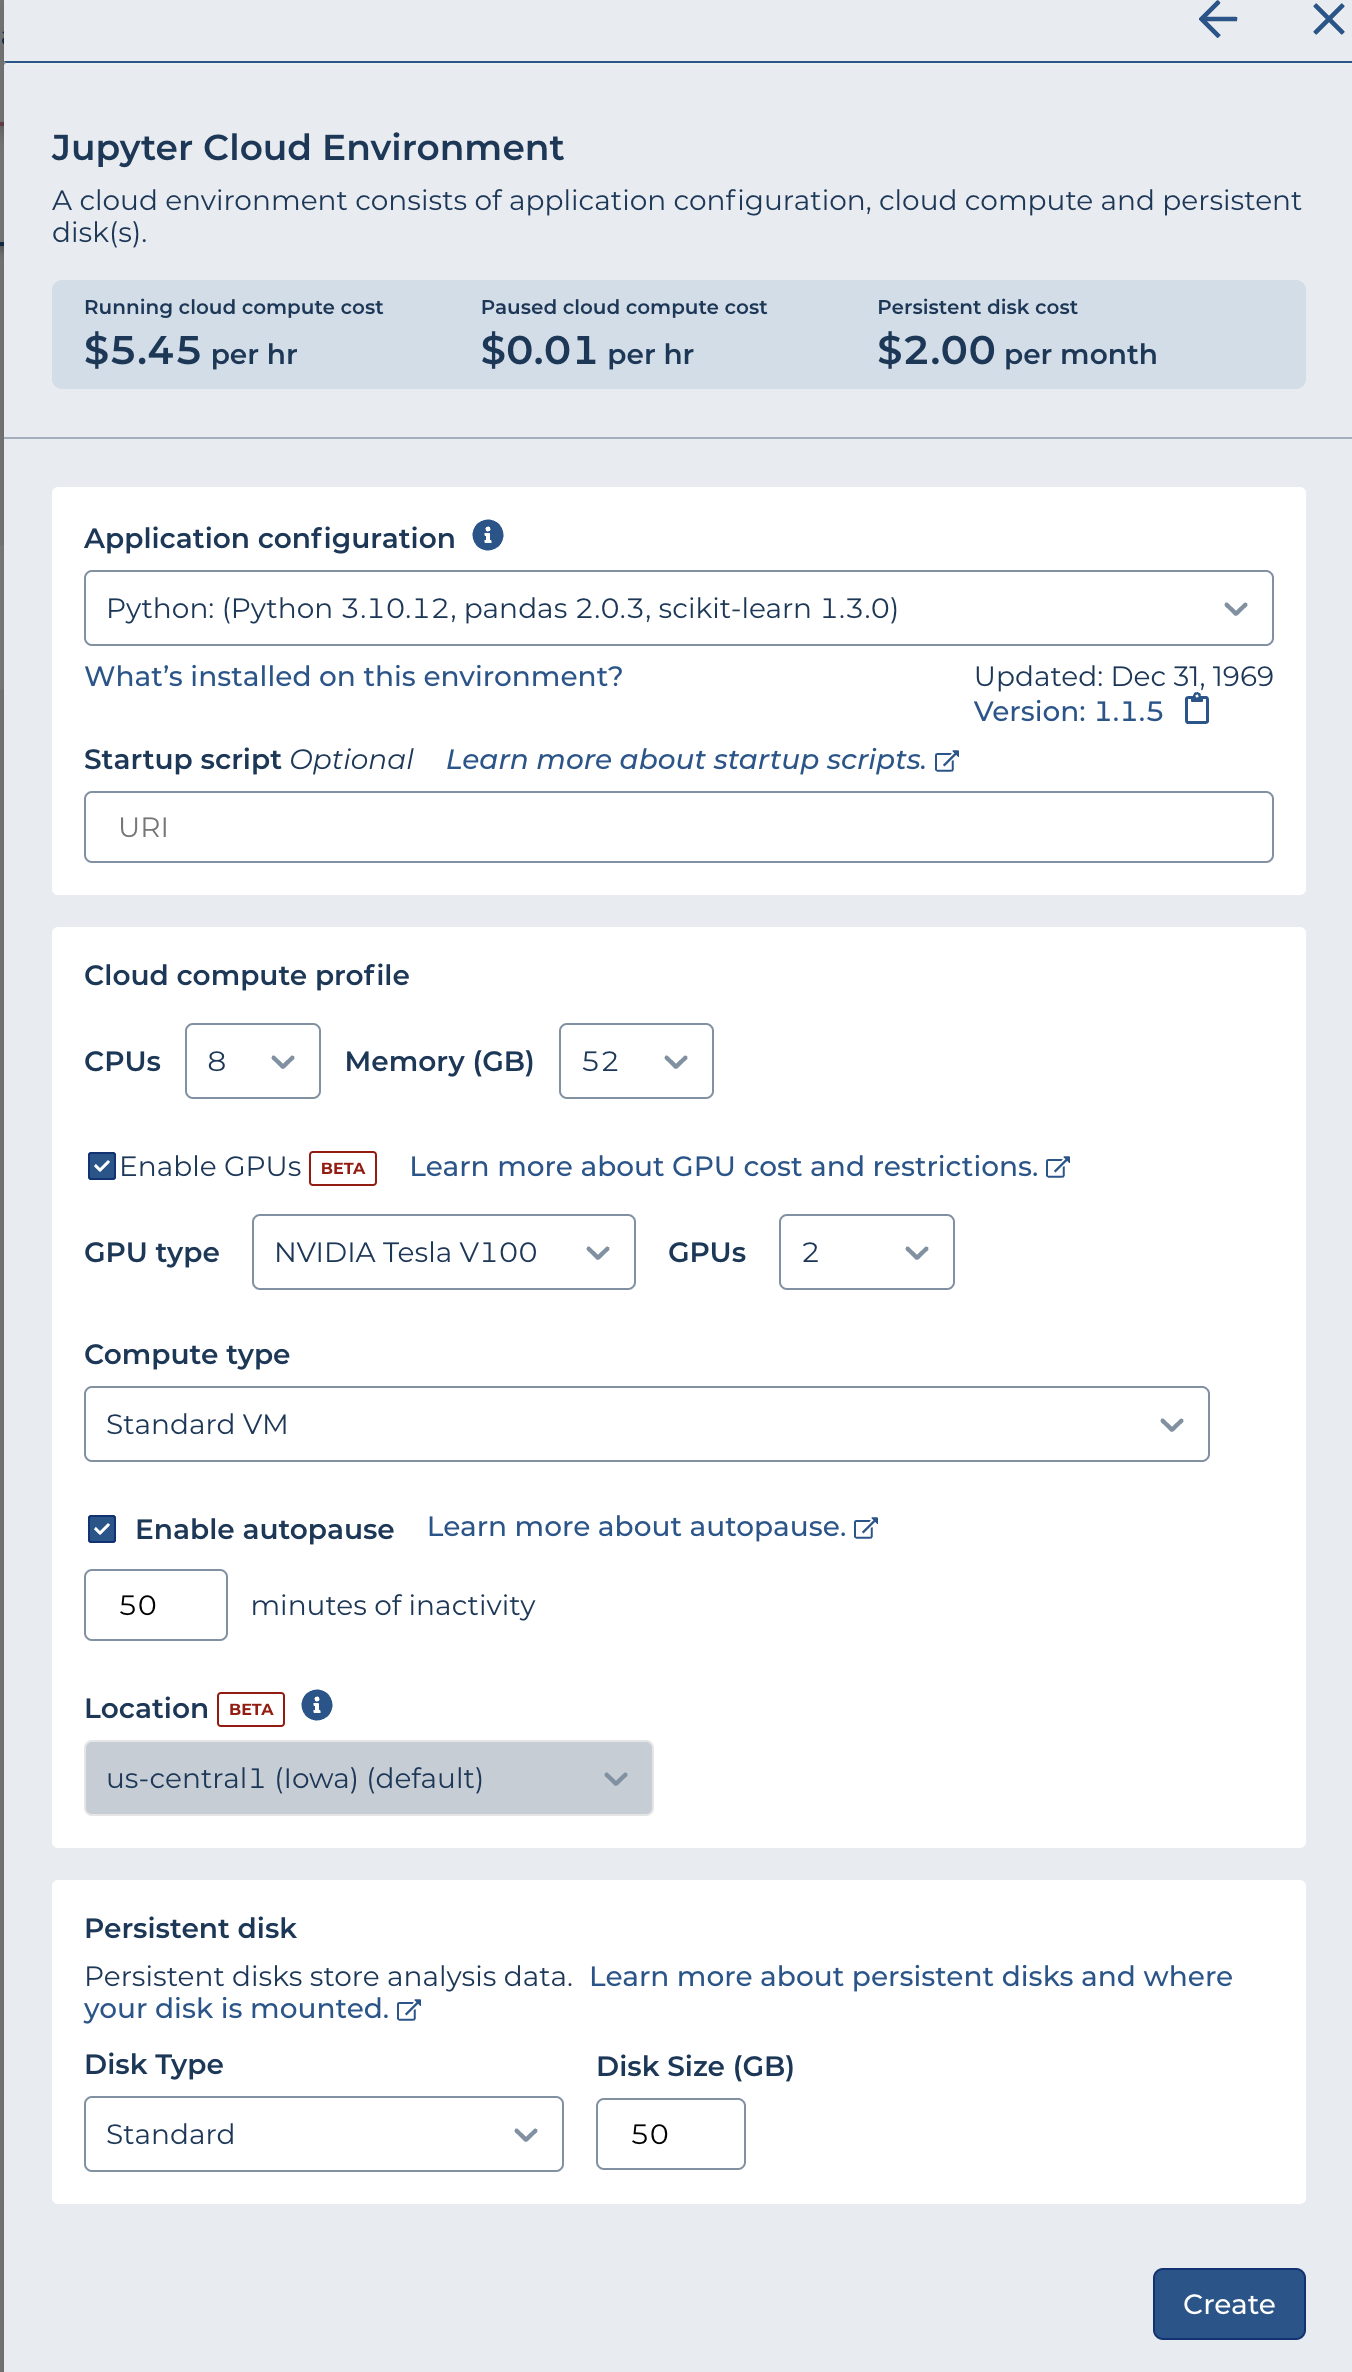 Jupyter Cloud Environment
A cloud environment consists of application configuration, cloud compute and persistent
disk(s).
Running cloud compute cost
$5.45 per hr
Paused cloud compute cost
$0.01 per hr
Persistent disk cost
$2.00 per month
Application configuration
Python: (Python 3.10.12, pandas 2.0.3, scikit-learn 1.3.0)
What's installed on this environment?
Updated: Dec 31, 1969
Version: 1.1.5
Startup script Optional Learn more about startup scripts.
URI
Cloud compute profile
CPUs 8 Memory (GB) 52
Enable GPUs BETA Learn more about GPU cost and restrictions.
GPU type NVIDIA Tesla V100 GPUs 2
Compute type
Standard VM
Enable autopause Learn more about autopause.
50 minutes of inactivity
Location BETA
us-central1 (Iowa) (default)
Persistent disk
Persistent disks store analysis data. Learn more about persistent disks and where
your disk is mounted.
Disk Type
Standard
Disk Size (GB)
50
Create